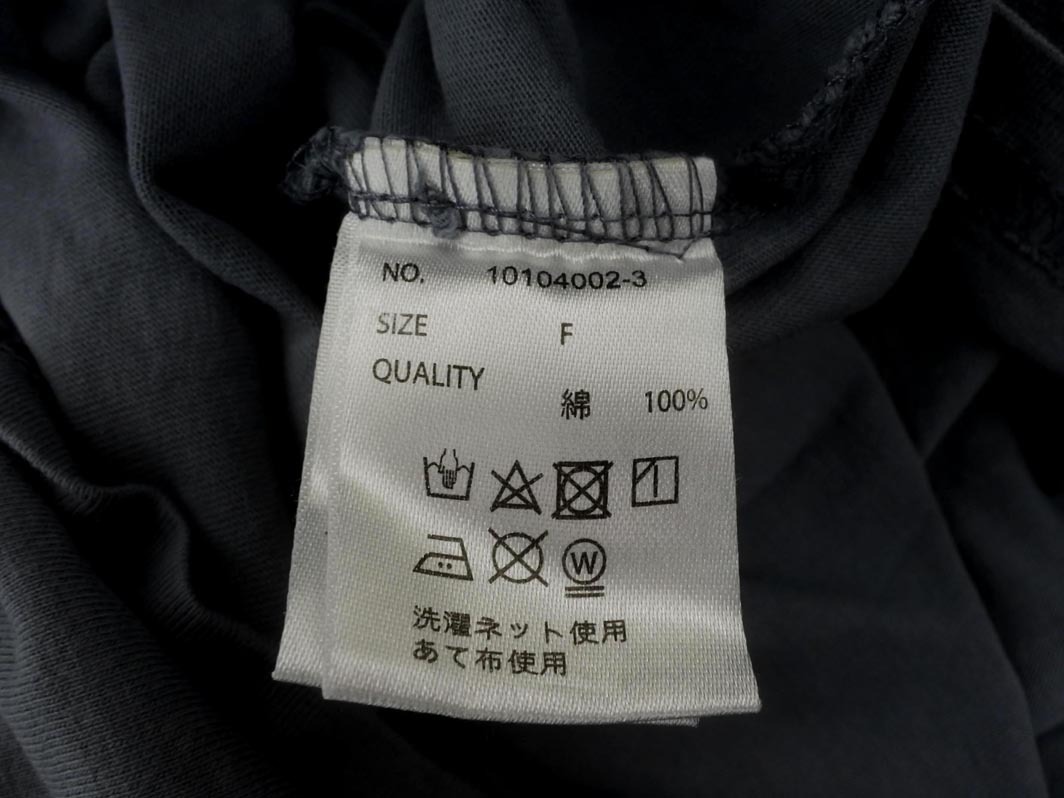 NO. 10104002-3
SIZE F
QUALITY
綿 100%
W
洗濯ネット使用
あて布使用